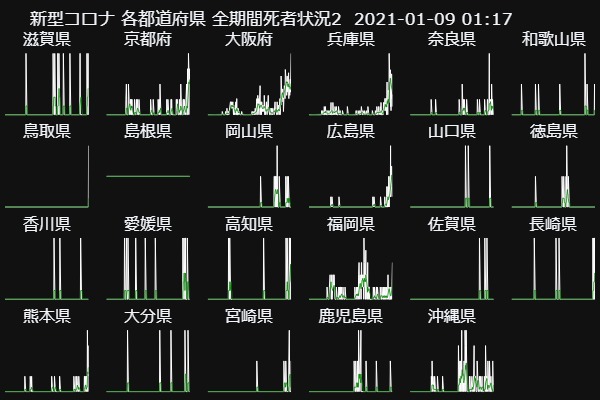 新型コロナ 各都道府県 全期間死者状況2 2021-01-09 01:17
滋賀県 京都府 大阪府 兵庫県 奈良県 和歌山県
鳥取県 島根県 岡山県 広島県 山口県 徳島県
香川県 愛媛県 高知県 福岡県 佐賀県 長崎県
熊本県 大分県 宮崎県 鹿児島県 沖縄県